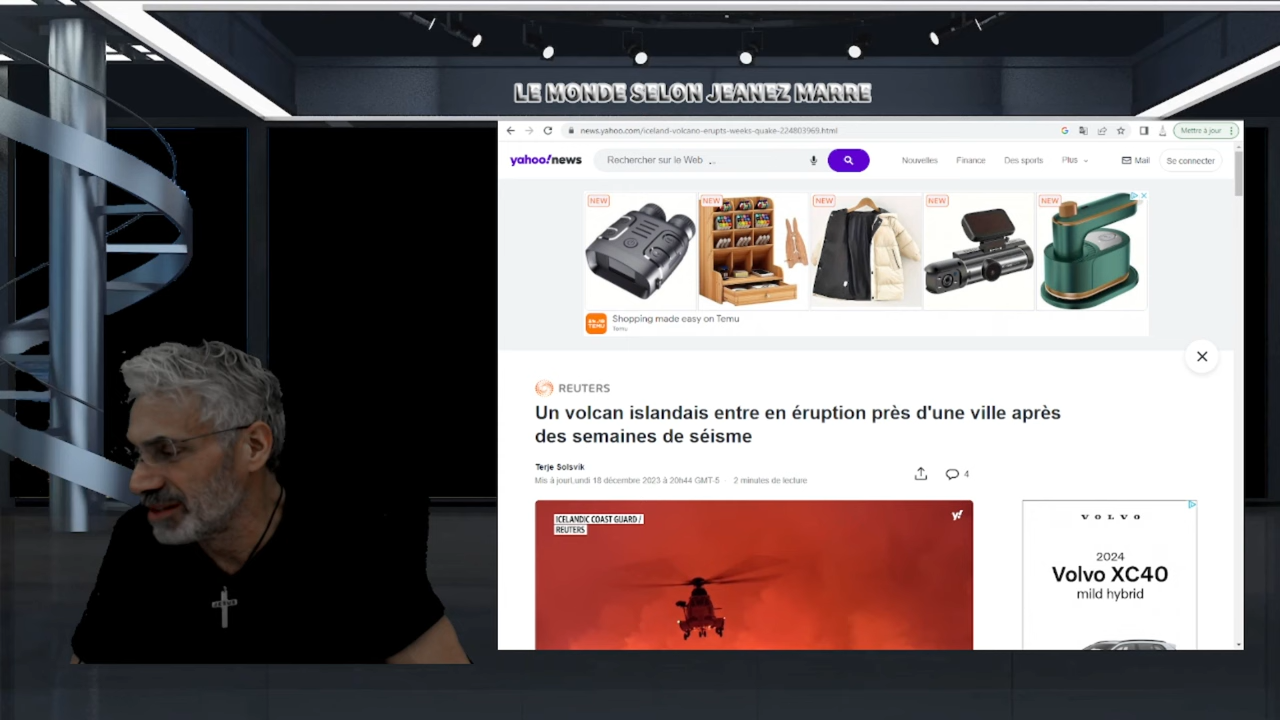 LE MONDE SELON JEANEZ MARRE
news.yahoo.com/iceland-volcano-erupts-weeks-quake-224803969.html
Mettre à jour
yahoo!news
Rechercher sur le Web ...
Nouvelles
Finance
Des sports
Plus
Mail
Se connecter
NEW
NEW
NEW
NEW
NEW
TEMU
Shopping made easy on Temu
Temu
REUTERS
Un volcan islandais entre en éruption près d'une ville après
des semaines de séisme
Terje Solsvik
Mis à jourLundi 18 décembre 2023 à 20h44 GMT-5 · 2 minutes de lecture
4
ICELANDIC COAST GUARD /
REUTERS
y!
VOLVO
2024
Volvo XC40
mild hybrid
JESUS